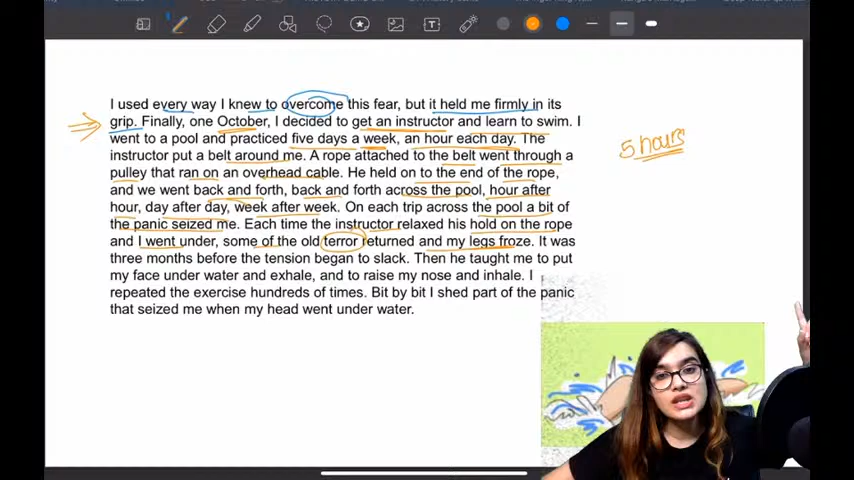 I used every way I knew to overcome this fear, but it held me firmly in its
grip. Finally, one October, I decided to get an instructor and learn to swim. I
went to a pool and practiced five days a week, an hour each day. The
instructor put a belt around me. A rope attached to the belt went through a
pulley that ran on an overhead cable. He held on to the end of the rope,
and we went back and forth, back and forth across the pool, hour after
hour, day after day, week after week. On each trip across the pool a bit of
the panic seized me. Each time the instructor relaxed his hold on the rope
and I went under, some of the old terror returned and my legs froze. It was
three months before the tension began to slack. Then he taught me to put
my face under water and exhale, and to raise my nose and inhale. I
repeated the exercise hundreds of times. Bit by bit I shed part of the panic
that seized me when my head went under water.
5 hours